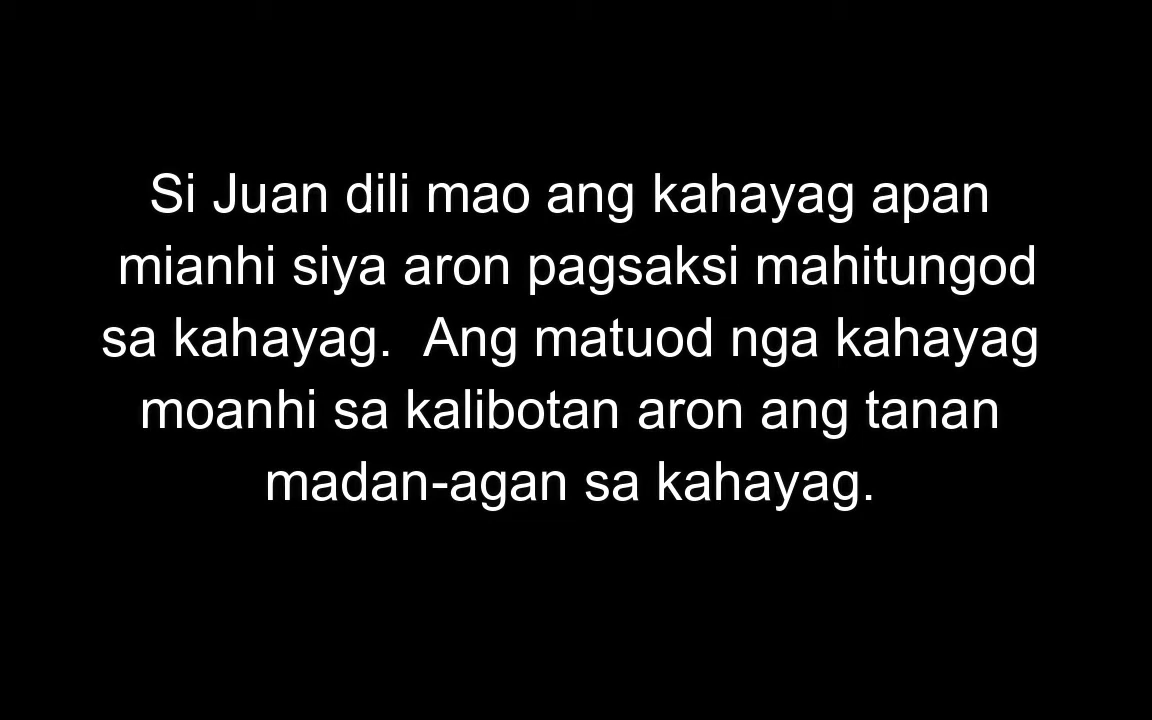 Si Juan dili mao ang kahayag apan
mianhi siya aron pagsaksi mahitungod
sa kahayag.  Ang matuod nga kahayag
moanhi sa kalibotan aron ang tanan
madan-agan sa kahayag.